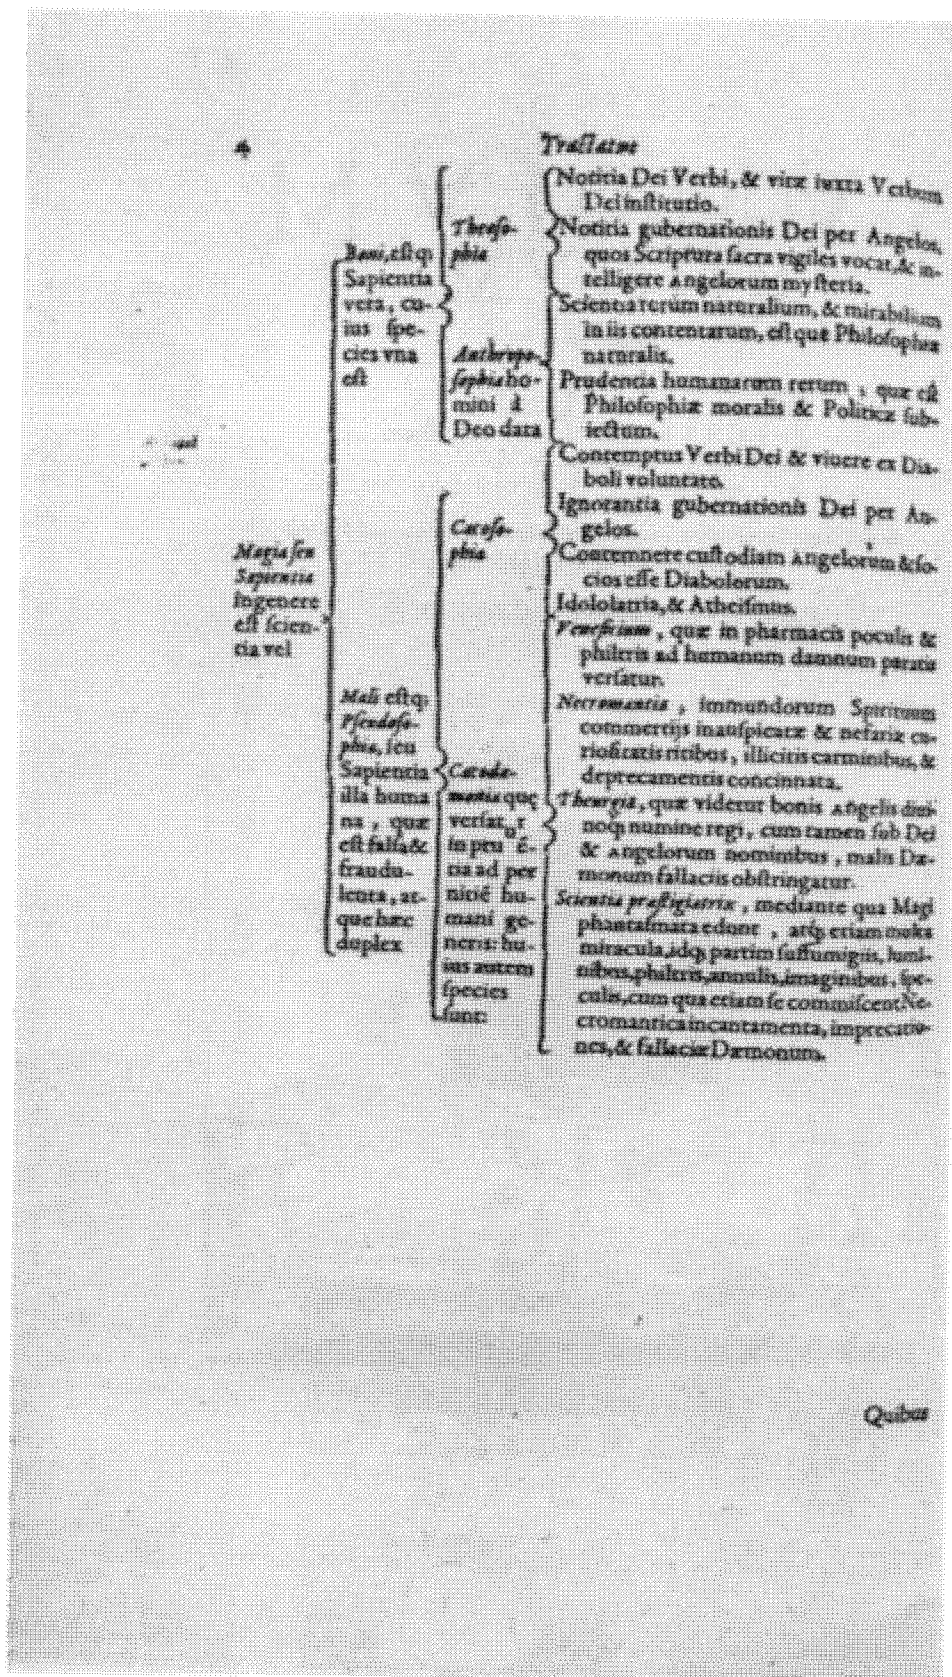 4
Tractatus
Magia seu
Sapientia
in genere
est scien-
tia vel
Boni, estq;
Sapientia
vera, cu-
ius spe-
cies vna
est
Theoso-
phia
Notitia Dei Verbi, & vitæ iuxta Verbum
Dei institutio.
Notitia gubernationis Dei per Angelos,
quos Scriptura sacra vigiles vocat, & in-
telligere Angelorum mysteria.
Anthropo-
sophia ho-
mini à
Deo data
Scientia rerum naturalium, & mirabilium
in iis contentarum, estque Philosophia
naturalis.
Prudentia humanarum rerum, quæ est
Philosophiæ moralis & Politicæ sub-
iectum.
Mali estq;
Pseudoso-
phia, seu
Sapientia
illa huma
na, quæ
est falsa &
fraudu-
lenta, at-
que hæc
duplex
Cacoso-
phia
Contemptus Verbi Dei & viuere ex Dia-
boli voluntate.
Ignorantia gubernationis Dei per An-
gelos.
Contemnere custodiam Angelorum & so-
cios esse Diabolorum.
Idololatria, & Atheismus.
Cacodæ-
monia quę
versator
in
tia ad per
nitiē hu-
mani ge-
neris: hu-
ius autem
species
sunt:
Veneficium, quæ in pharmacis poculis &
philtris ad humanum damnum paratis
versatur.
Necromantia, immundorum Spirituum
commertijs inauspicatæ & nefariæ cu-
riositatis ritibus, illicitis carminibus, &
deprecamentis concinnata.
Theurgia, quæ videtur bonis Angelis diui-
noq; numine regi, cum tamen sub Dei
& Angelorum nominibus, malis Dæ-
monum fallaciis obstringatur.
Scientia præstigiatrix, mediante qua Magi
phantasmata edunt, atq; etiam multa
miracula, idq; partim suffumigiis, lumi-
nibus, philtris, annulis, imaginibus, spe-
culis, cum qua etiam se commiscent Ne-
cromantica incantamenta, imprecatio-
nes, & fallaciæ Dæmonum.
Quibus